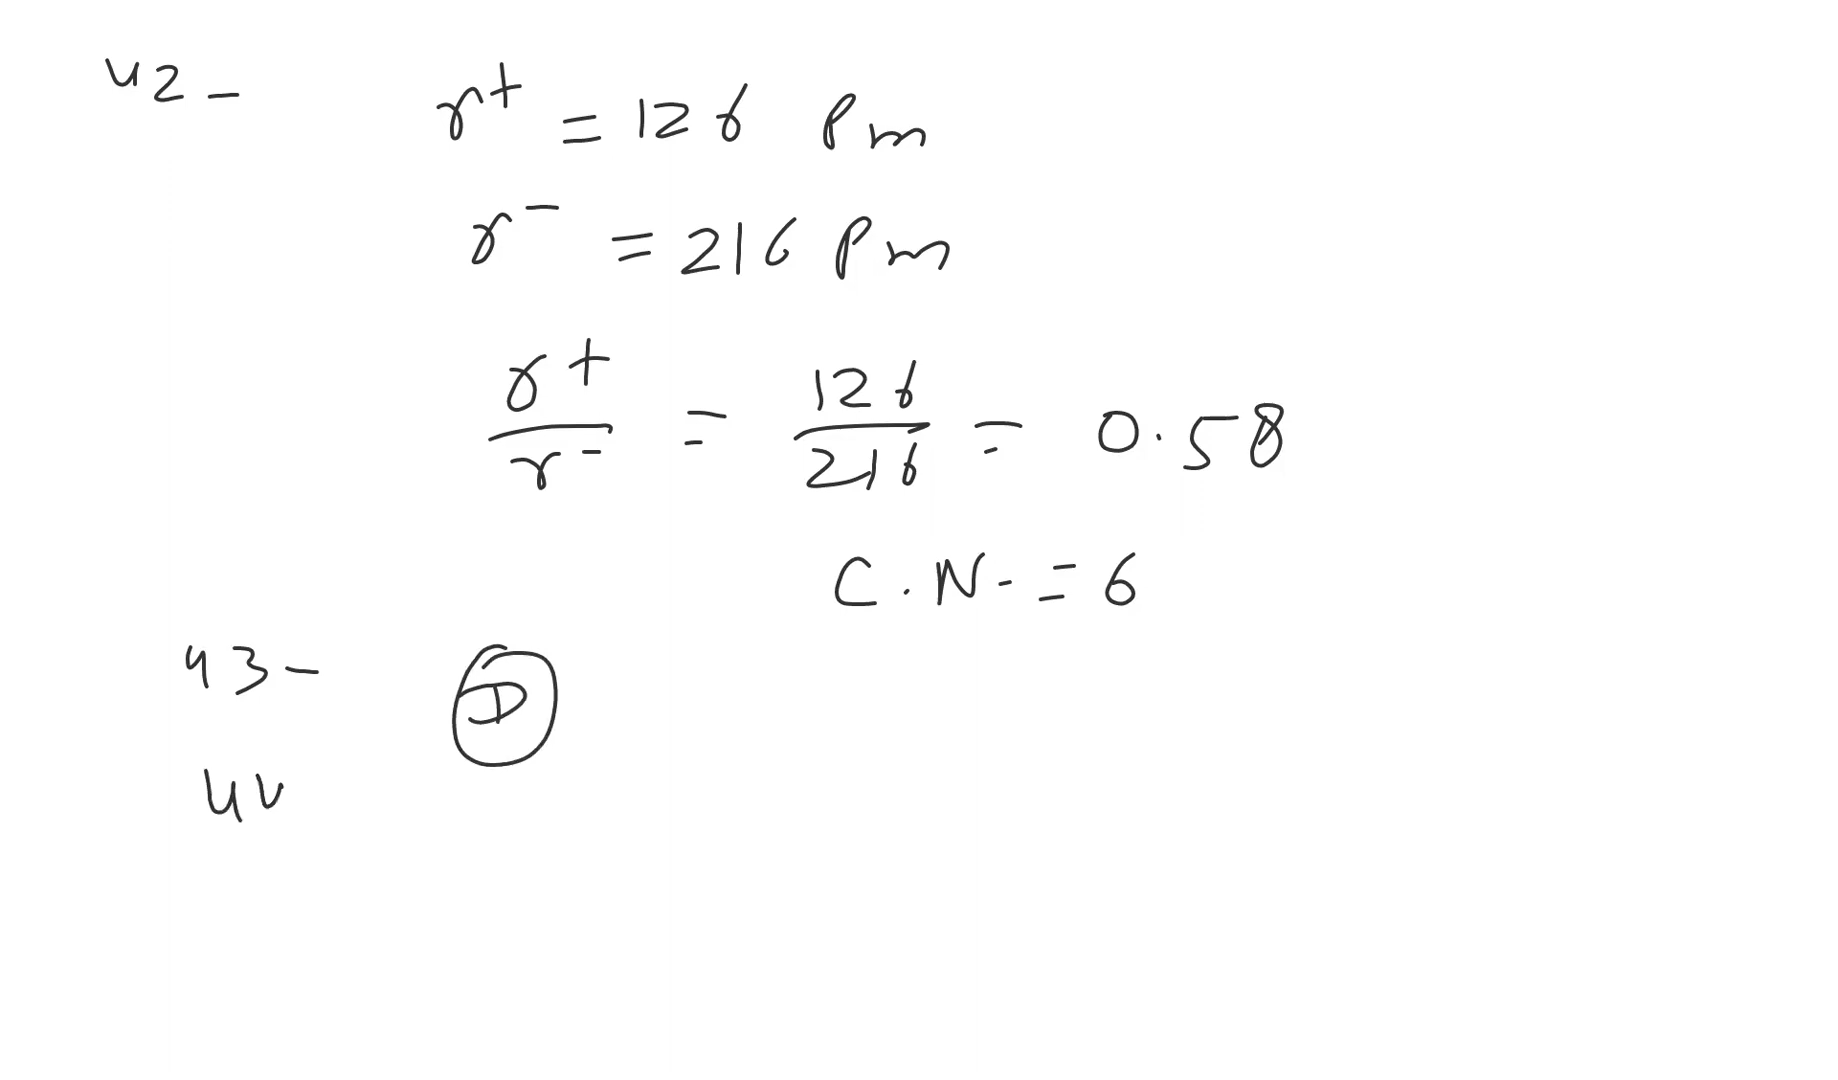 42-
r⁺ = 126 Pm
r⁻ = 216 Pm
r⁺/r⁻ = 126/216 = 0.58
C.N. = 6
43- D
44